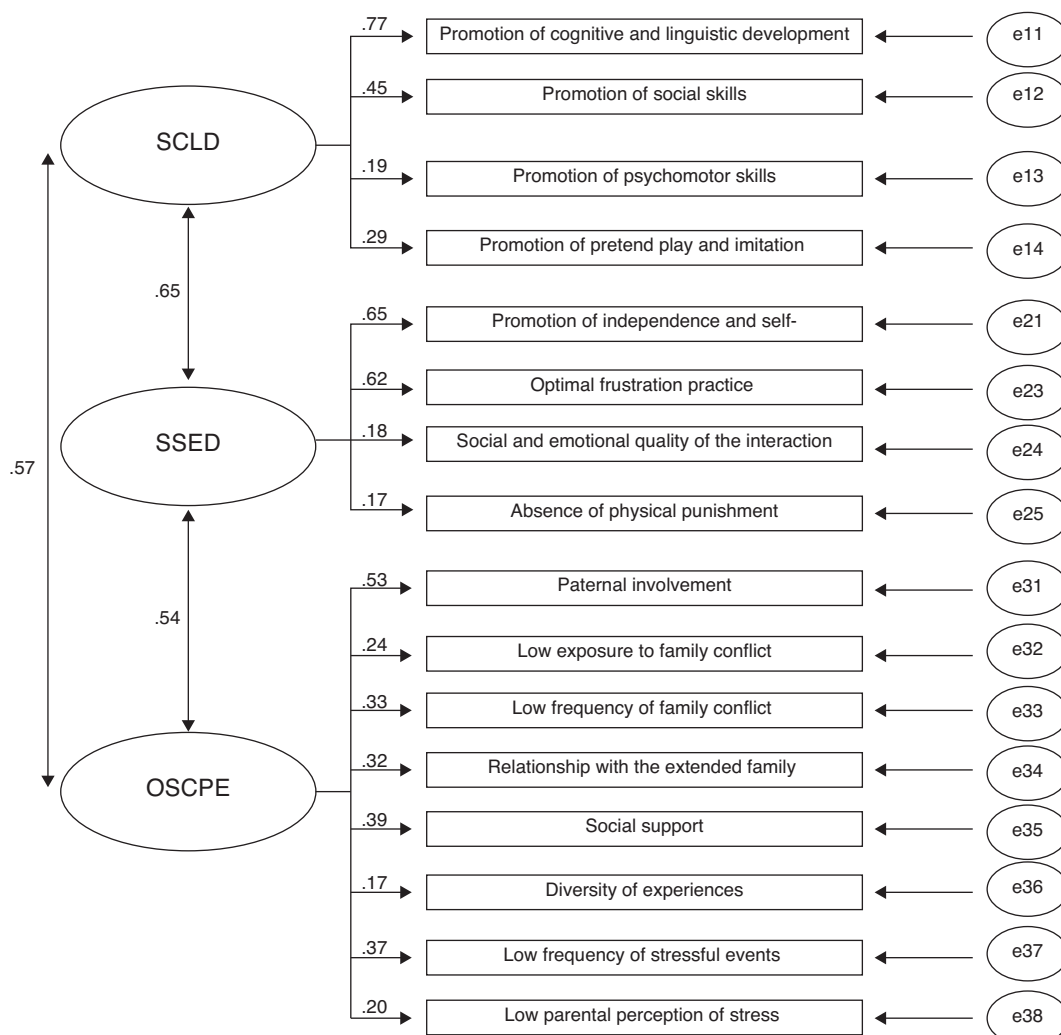 .77
Promotion of cognitive and linguistic development
e11
.45
Promotion of social skills
e12
SCLD
.19
Promotion of psychomotor skills
e13
.29
Promotion of pretend play and imitation
e14
.65
.65
Promotion of independence and self-
e21
.62
Optimal frustration practice
e23
SSED
.18
Social and emotional quality of the interaction
e24
.57
.17
Absence of physical punishment
e25
.53
Paternal involvement
e31
.54
.24
Low exposure to family conflict
e32
.33
Low frequency of family conflict
e33
.32
Relationship with the extended family
e34
OSCPE
.39
Social support
e35
.17
Diversity of experiences
e36
.37
Low frequency of stressful events
e37
.20
Low parental perception of stress
e38